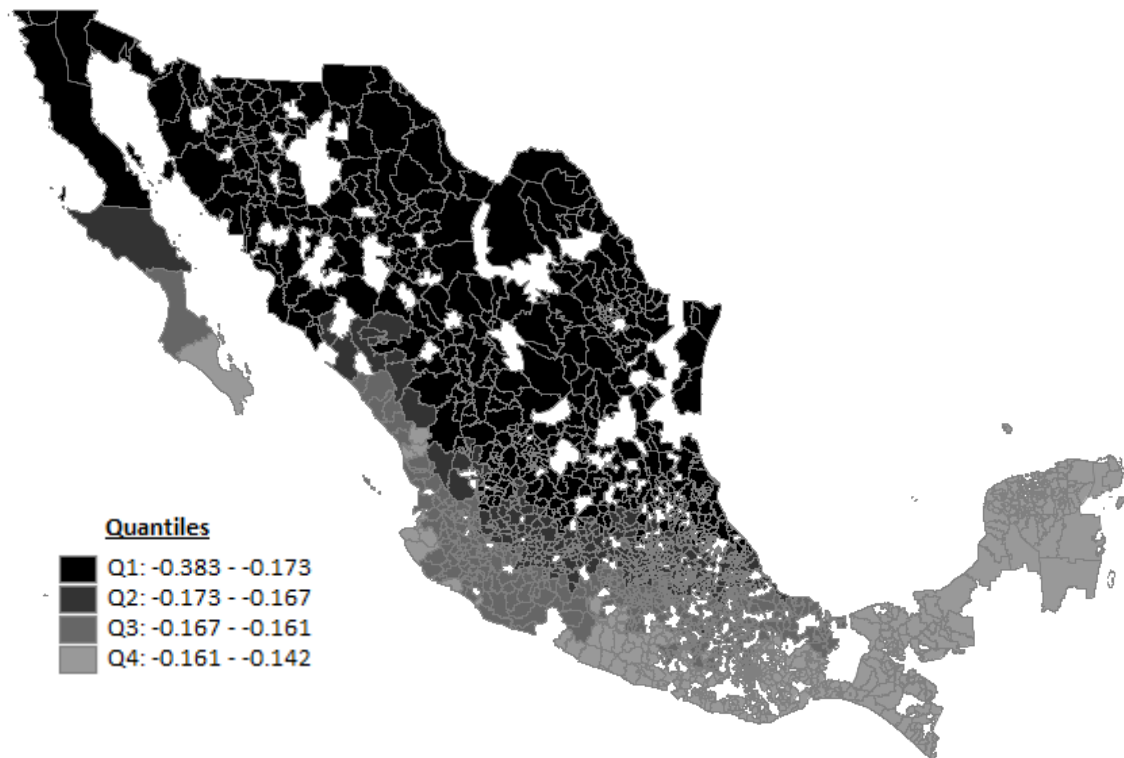 Quantiles
Q1: -0.383 - -0.173
Q2: -0.173 - -0.167
Q3: -0.167 - -0.161
Q4: -0.161 - -0.142